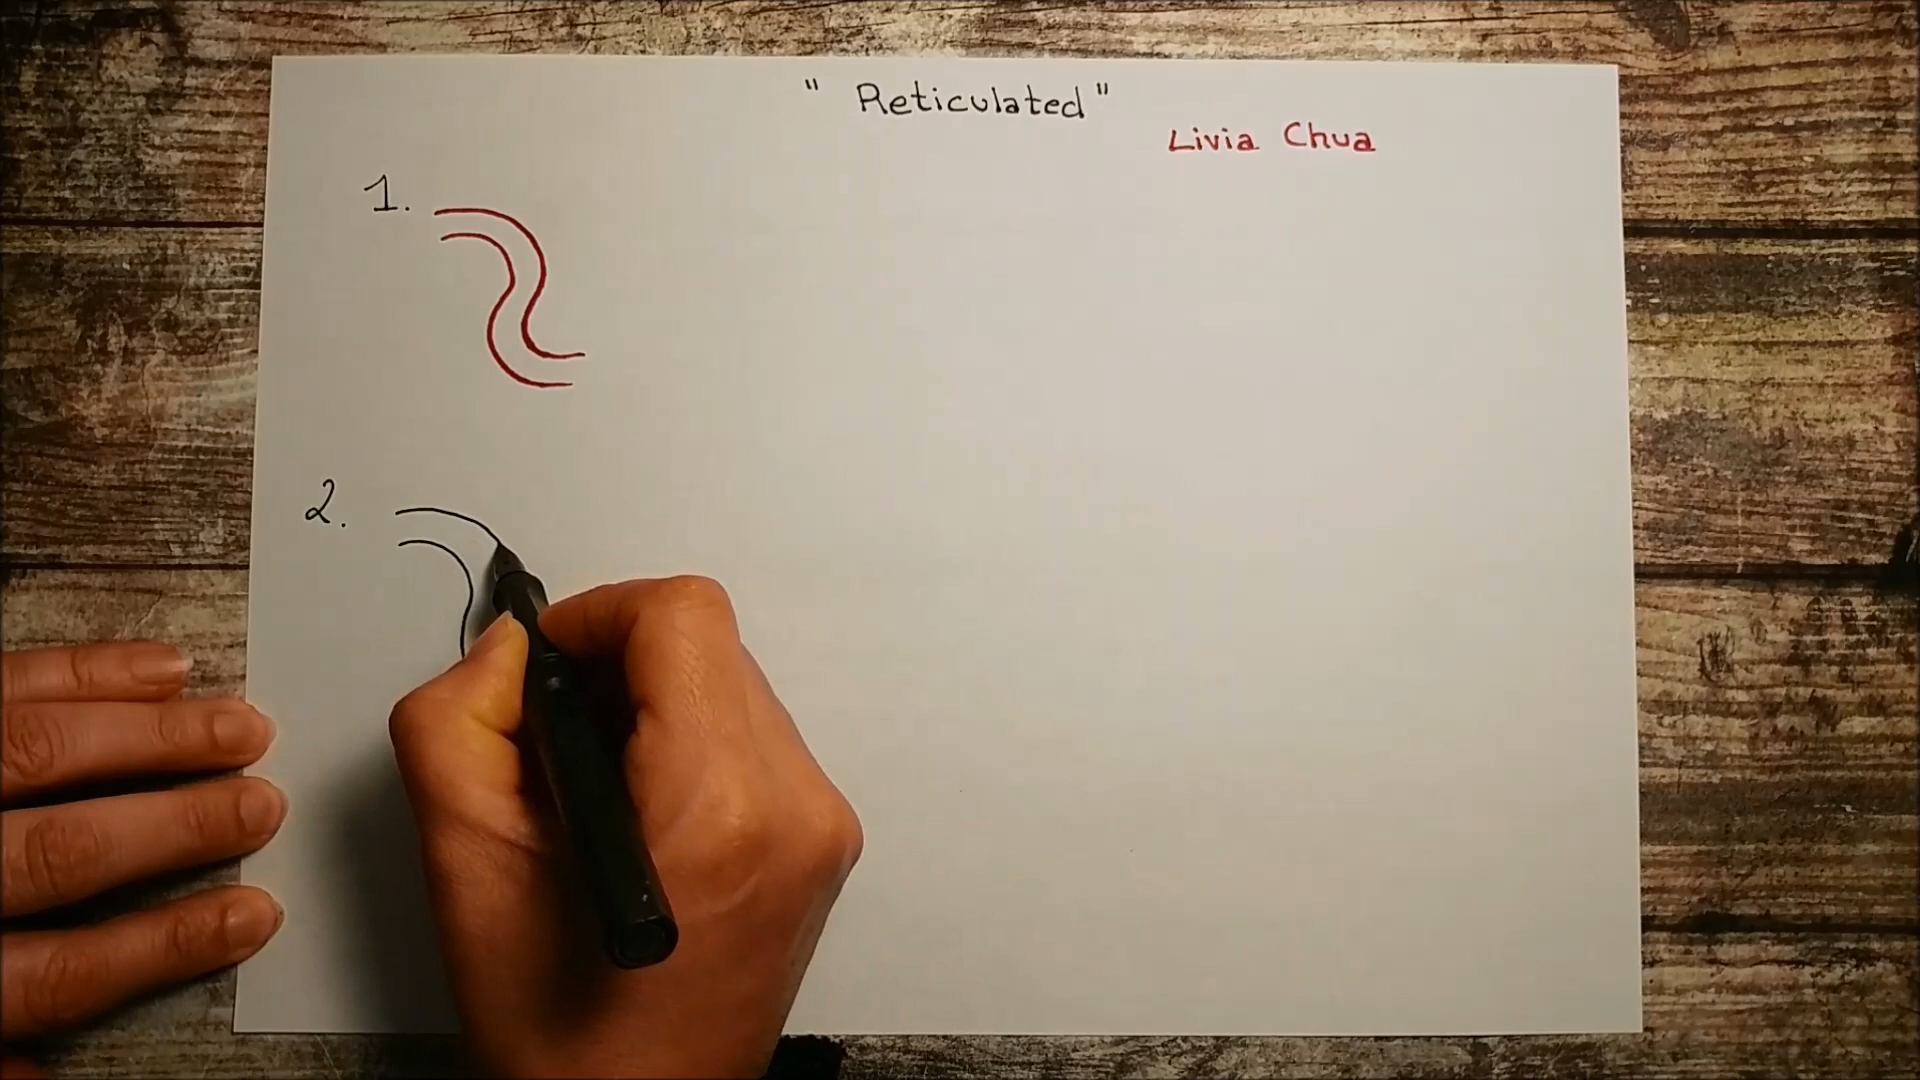 " Reticulated "
Livia Chua
1.
2.